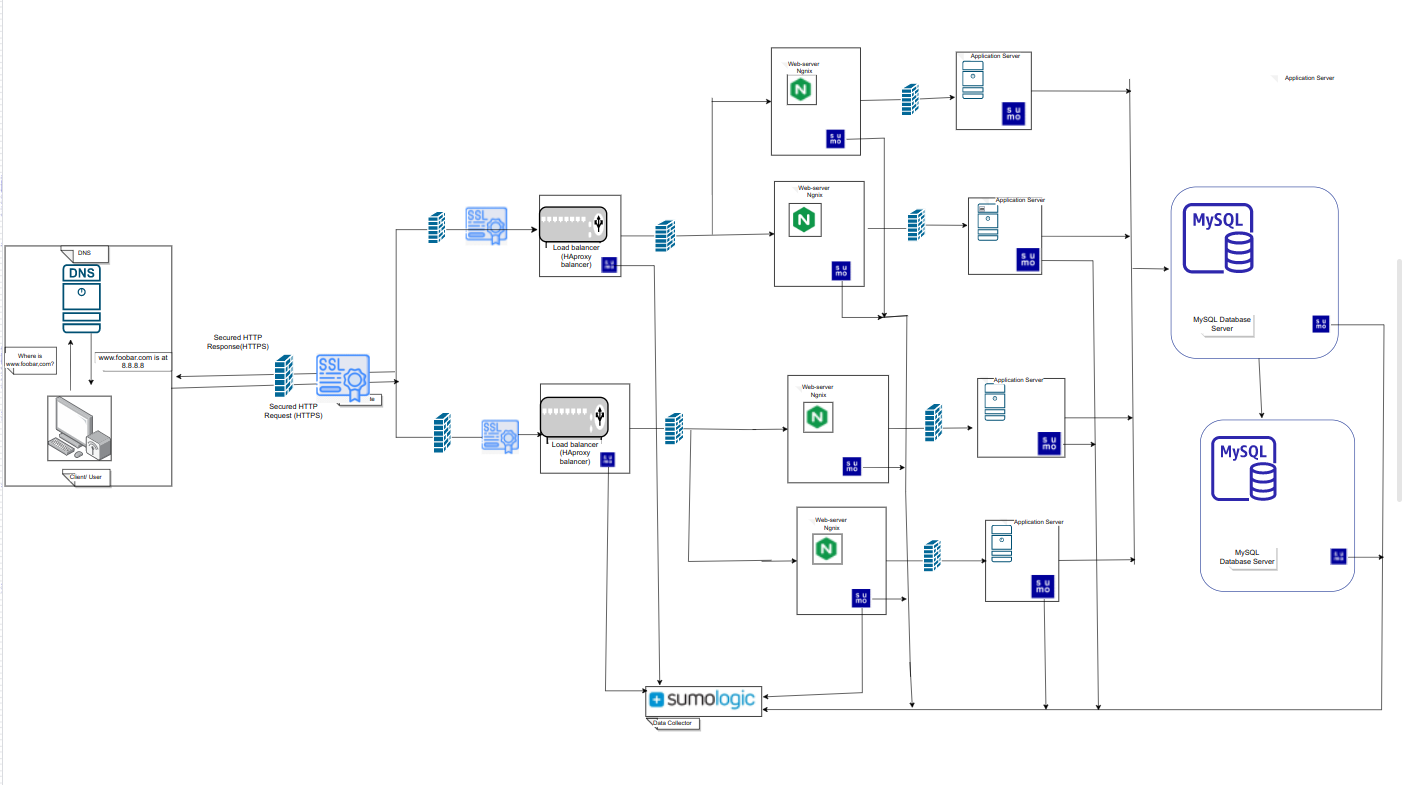 DNS
DNS
Where is
www.foobar.com?
www.foobar.com is at
8.8.8.8
Client/ User
Secured HTTP
Response(HTTPS)
SSL
te
Secured HTTP
Request (HTTPS)
SSL
Load balancer
(HAproxy
balancer)
su
mo
SSL
Load balancer
(HAproxy
balancer)
su
mo
Web-server
Ngnix
N
su
mo
Application Server
su
mo
Web-server
Ngnix
N
su
mo
Application Server
su
mo
Web-server
Ngnix
N
su
mo
Application Server
su
mo
Web-server
Ngnix
N
su
mo
Application Server
su
mo
Application Server
MySQL
MySQL Database
Server
su
mo
MySQL
MySQL
Database Server
su
mo
sumologic
Data Collector